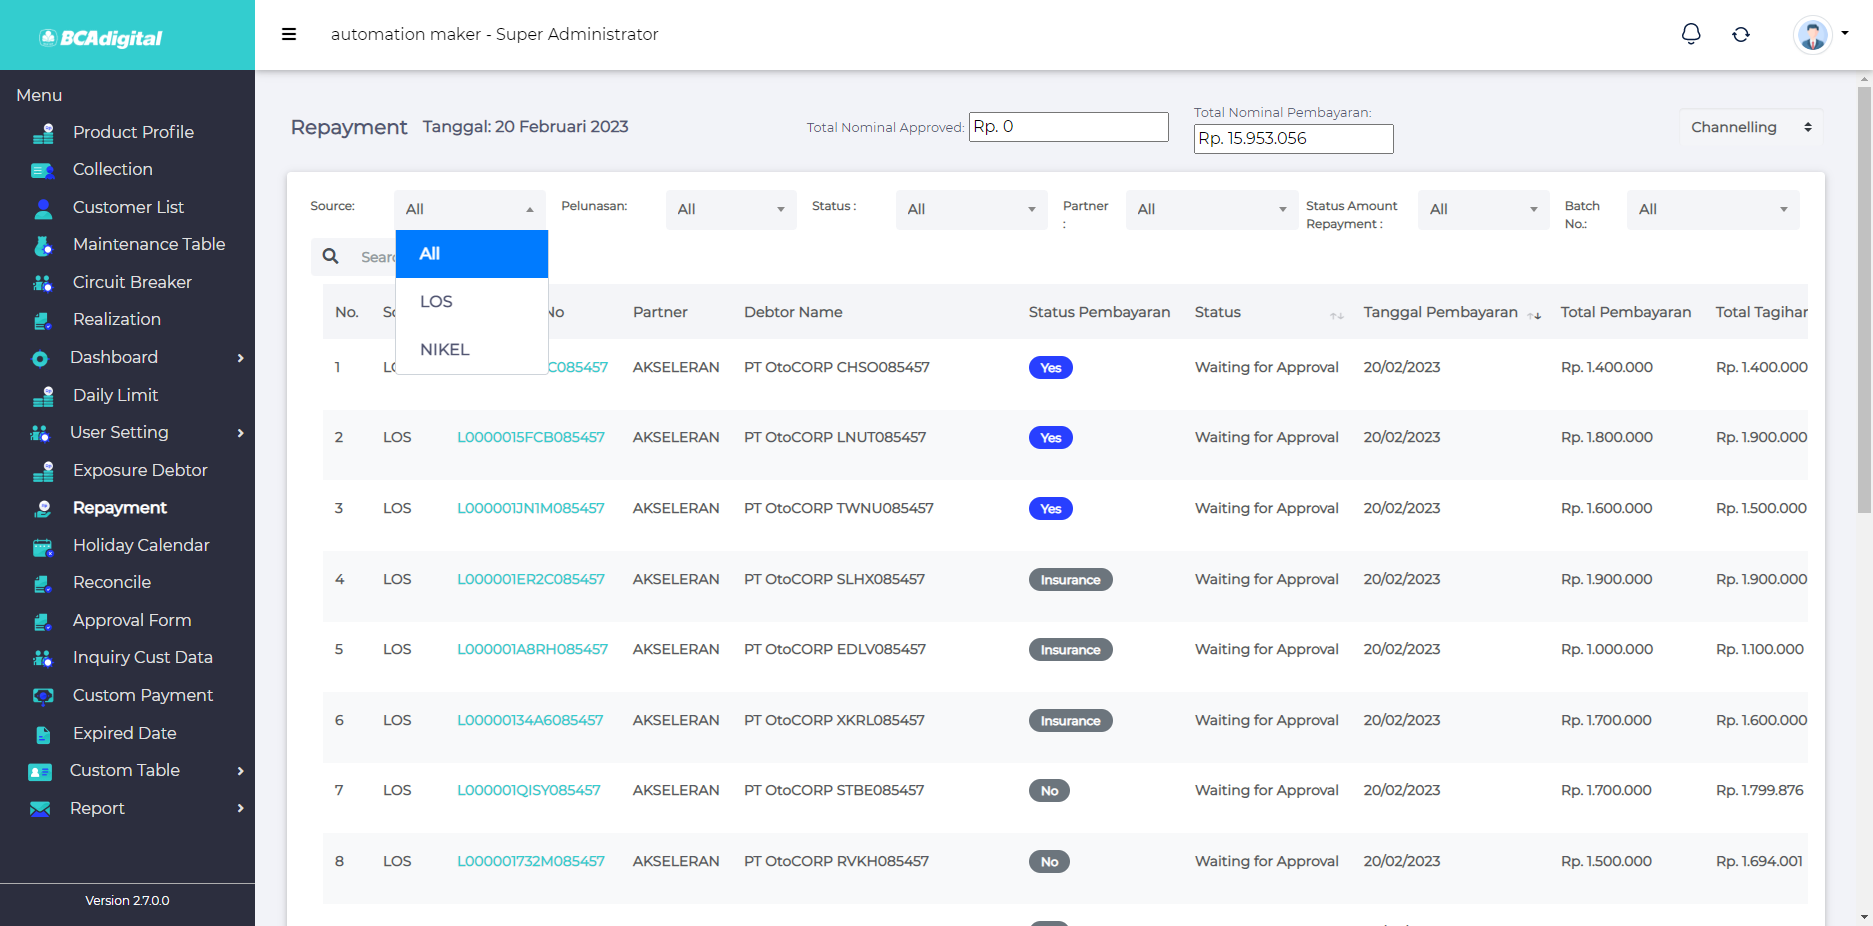 BCAdigital
automation maker - Super Administrator
Menu
Product Profile
Collection
Customer List
Maintenance Table
Circuit Breaker
Realization
Dashboard
Daily Limit
User Setting
Exposure Debtor
Repayment
Holiday Calendar
Reconcile
Approval Form
Inquiry Cust Data
Custom Payment
Expired Date
Custom Table
Report
Version 2.7.0.0
Repayment Tanggal: 20 Februari 2023
Total Nominal Approved: Rp. 0
Total Nominal Pembayaran:
Rp. 15.953.056
Channelling
Source: All
Pelunasan: All
Status : All
Partner : All
Status Amount Repayment : All
Batch No.: All
All
LOS
NIKEL
No. Partner Debtor Name Status Pembayaran Status Tanggal Pembayaran Total Pembayaran Total Tagihan
1 C085457 AKSELERAN PT OtoCORP CHSO085457 Yes Waiting for Approval 20/02/2023 Rp. 1.400.000 Rp. 1.400.000
2 LOS L0000015FCB085457 AKSELERAN PT OtoCORP LNUT085457 Yes Waiting for Approval 20/02/2023 Rp. 1.800.000 Rp. 1.900.000
3 LOS L000001JN1M085457 AKSELERAN PT OtoCORP TWNU085457 Yes Waiting for Approval 20/02/2023 Rp. 1.600.000 Rp. 1.500.000
4 LOS L000001ER2C085457 AKSELERAN PT OtoCORP SLHX085457 Insurance Waiting for Approval 20/02/2023 Rp. 1.900.000 Rp. 1.900.000
5 LOS L000001A8RH085457 AKSELERAN PT OtoCORP EDLV085457 Insurance Waiting for Approval 20/02/2023 Rp. 1.000.000 Rp. 1.100.000
6 LOS L00000134A6085457 AKSELERAN PT OtoCORP XKRL085457 Insurance Waiting for Approval 20/02/2023 Rp. 1.700.000 Rp. 1.600.000
7 LOS L000001QISY085457 AKSELERAN PT OtoCORP STBE085457 No Waiting for Approval 20/02/2023 Rp. 1.700.000 Rp. 1.799.876
8 LOS L000001732M085457 AKSELERAN PT OtoCORP RVKH085457 No Waiting for Approval 20/02/2023 Rp. 1.500.000 Rp. 1.694.001